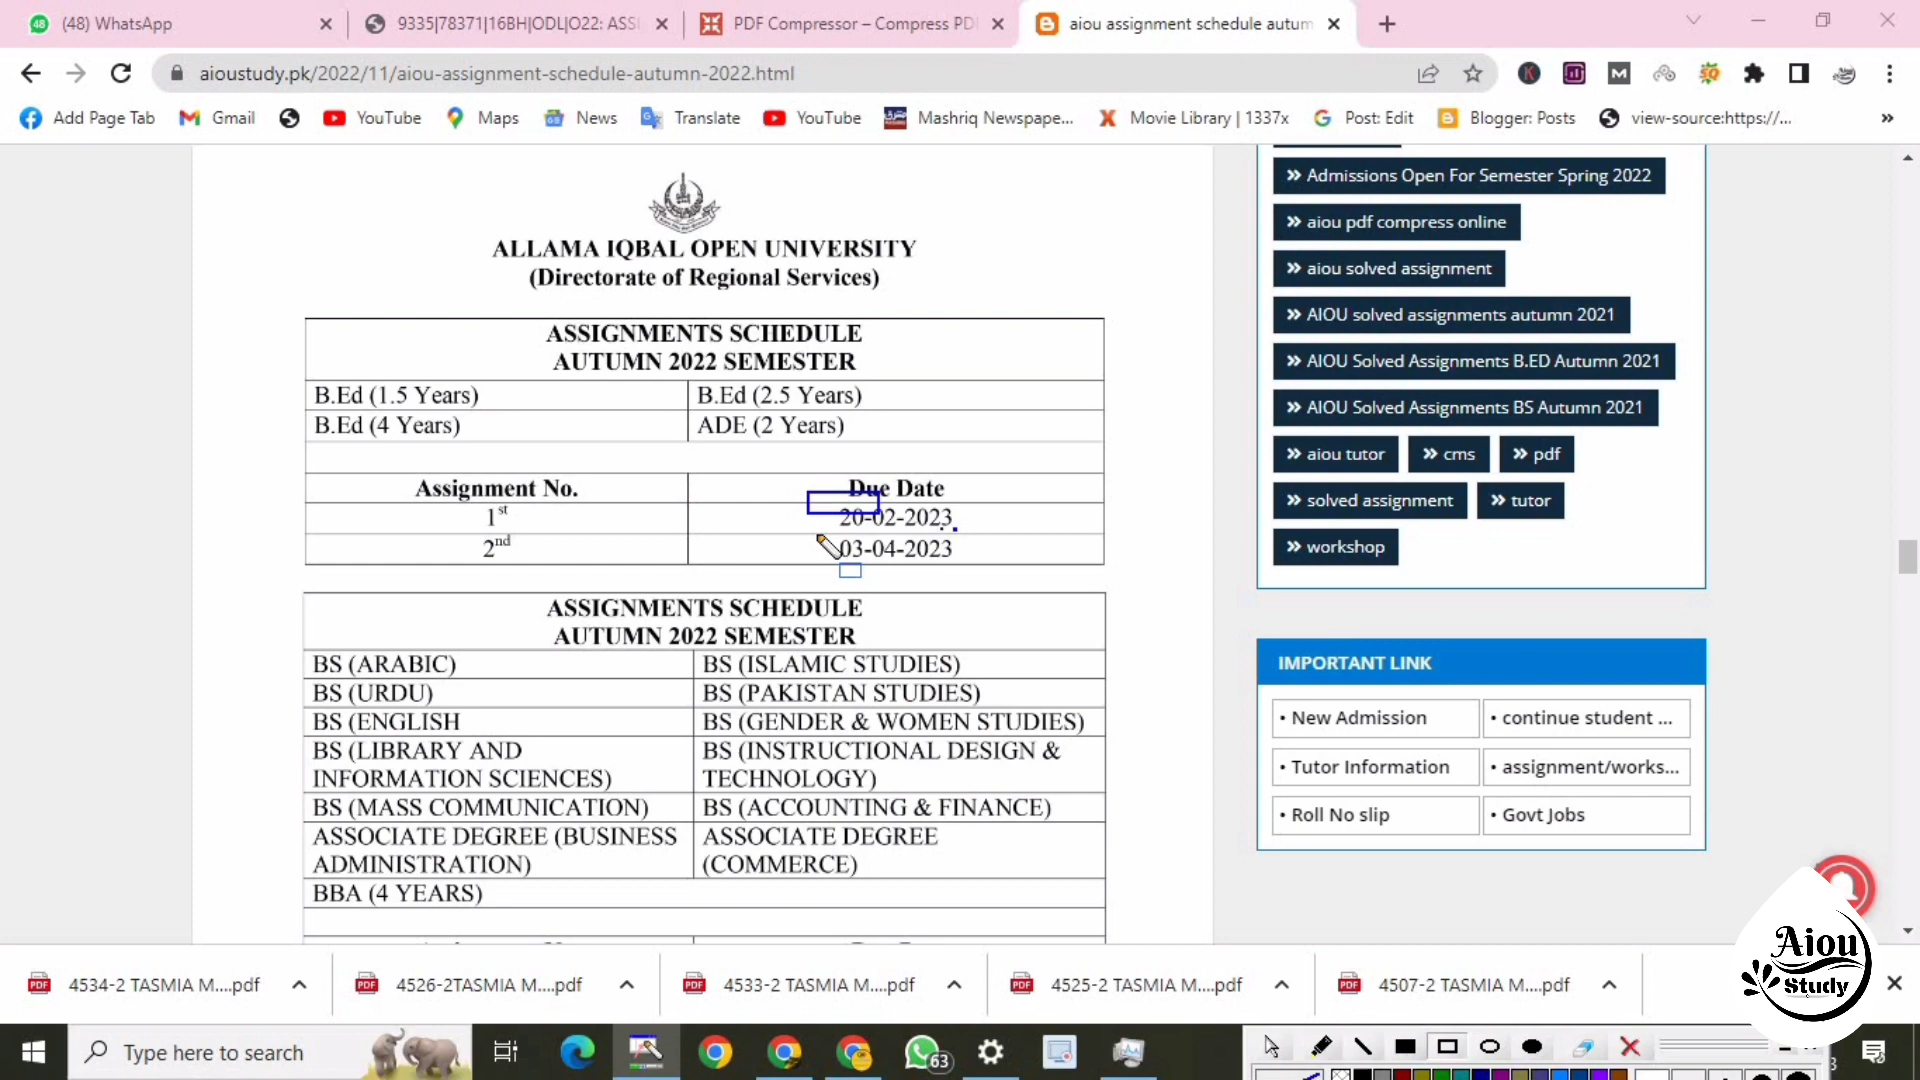 (48) WhatsApp
9335|78371|16BH|ODL|O22: ASSI
PDF Compressor – Compress PD
aiou assignment schedule autum
aioustudy.pk/2022/11/aiou-assignment-schedule-autumn-2022.html
Add Page Tab
Gmail
YouTube
Maps
News
Translate
YouTube
Mashriq Newspape...
Movie Library | 1337x
Post: Edit
Blogger: Posts
view-source:https://...
»
ALLAMA IQBAL OPEN UNIVERSITY
(Directorate of Regional Services)
ASSIGNMENTS SCHEDULE
AUTUMN 2022 SEMESTER
B.Ed (1.5 Years) B.Ed (2.5 Years)
B.Ed (4 Years) ADE (2 Years)
Assignment No. Due Date
1st 20-02-2023
2nd 03-04-2023
ASSIGNMENTS SCHEDULE
AUTUMN 2022 SEMESTER
BS (ARABIC) BS (ISLAMIC STUDIES)
BS (URDU) BS (PAKISTAN STUDIES)
BS (ENGLISH BS (GENDER & WOMEN STUDIES)
BS (LIBRARY AND BS (INSTRUCTIONAL DESIGN &
INFORMATION SCIENCES) TECHNOLOGY)
BS (MASS COMMUNICATION) BS (ACCOUNTING & FINANCE)
ASSOCIATE DEGREE (BUSINESS ASSOCIATE DEGREE
ADMINISTRATION) (COMMERCE)
BBA (4 YEARS)
» Admissions Open For Semester Spring 2022
» aiou pdf compress online
» aiou solved assignment
» AIOU solved assignments autumn 2021
» AIOU Solved Assignments B.ED Autumn 2021
» AIOU Solved Assignments BS Autumn 2021
» aiou tutor » cms » pdf
» solved assignment » tutor
» workshop
IMPORTANT LINK
• New Admission • continue student ...
• Tutor Information • assignment/works...
• Roll No slip • Govt Jobs
Aiou
Study
4534-2 TASMIA M....pdf
4526-2TASMIA M....pdf
4533-2 TASMIA M....pdf
4525-2 TASMIA M....pdf
4507-2 TASMIA M....pdf
Type here to search
63